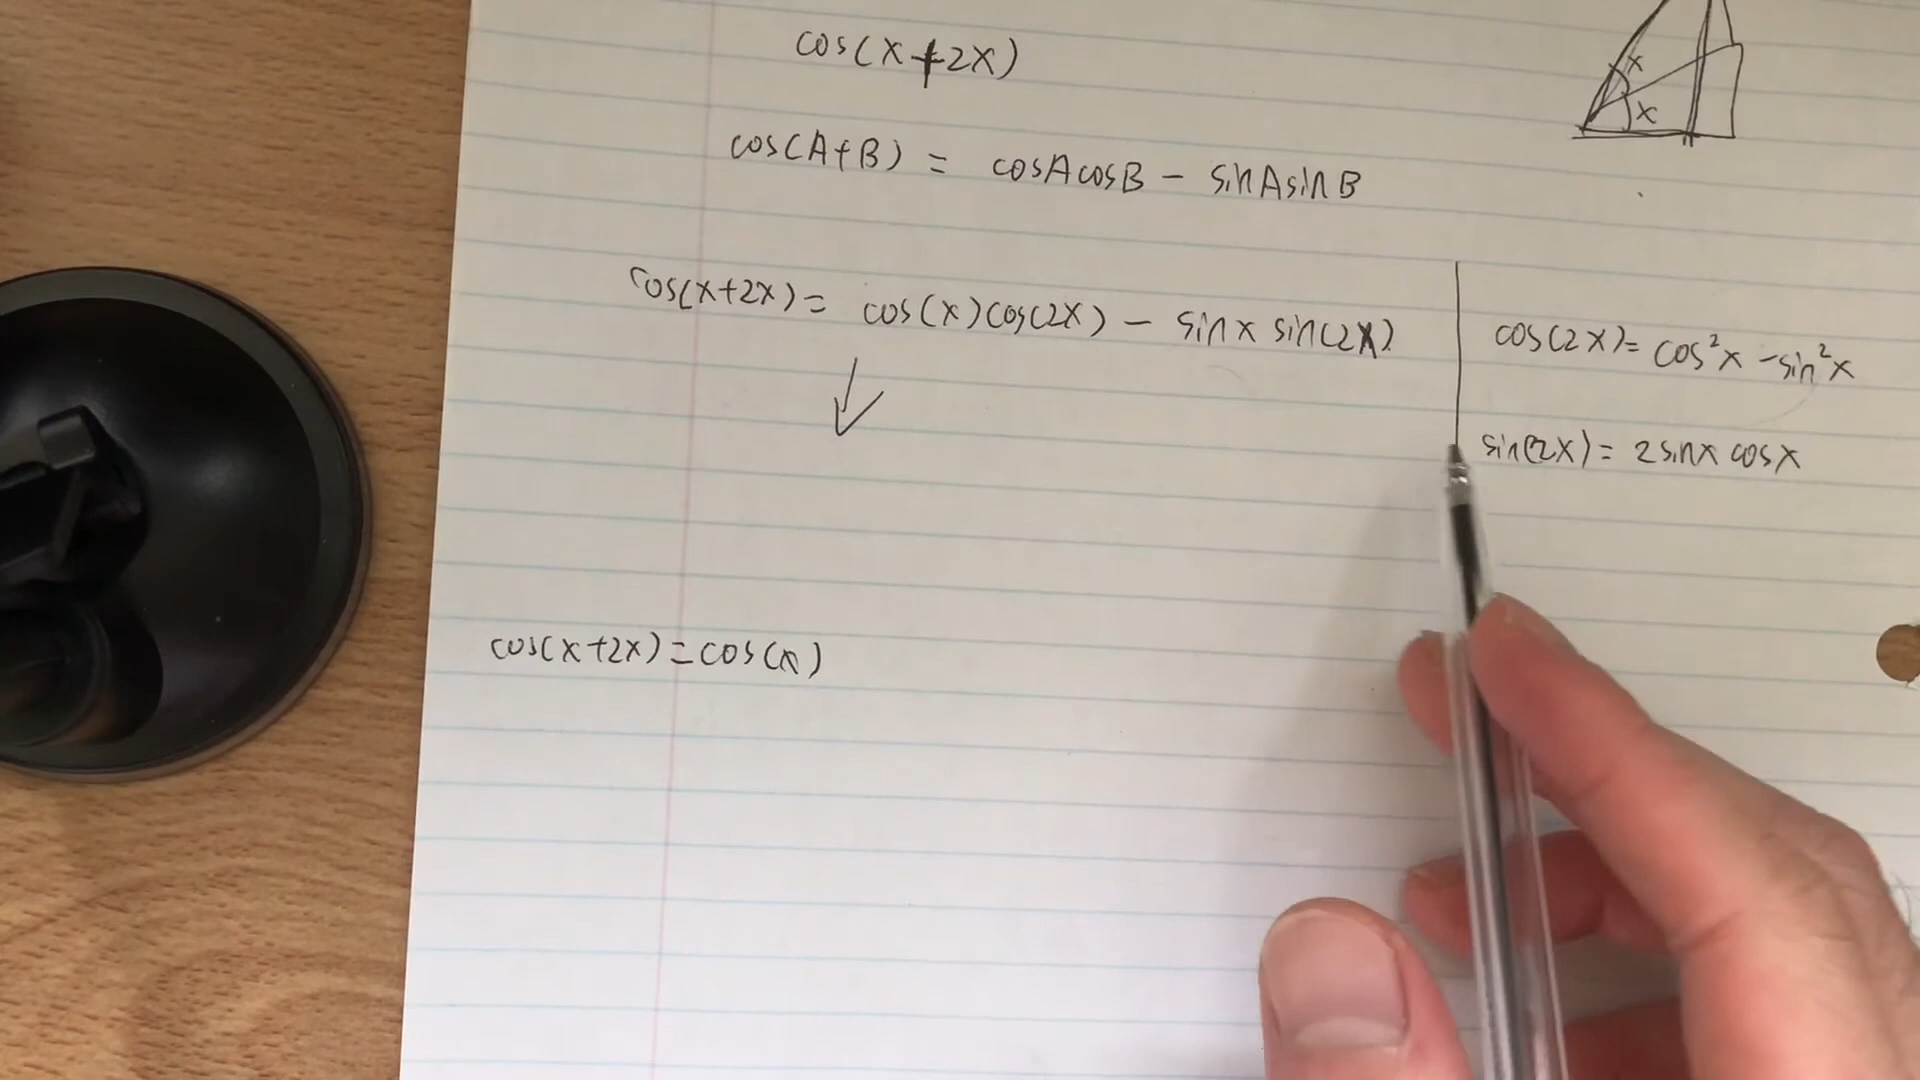 cos(x+2x)
x
x
cos(A+B) = cosAcosB - sinAsinB
cos(x+2x) = cos(x)cos(2x) - sinx sin(2x)
cos(2x) = cos²x - sin²x
sin(2x) = 2sinx cosx
cos(x+2x) = cos(x)